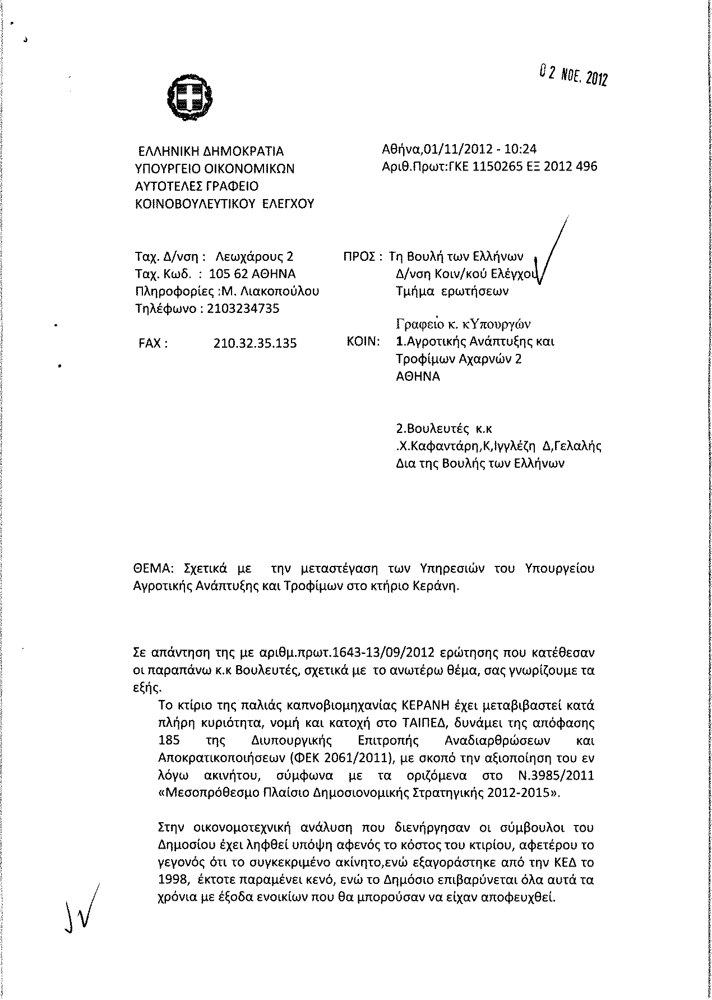 02 ΝΟΕ. 2012
ΕΛΛΗΝΙΚΗ ΔΗΜΟΚΡΑΤΙΑ
ΥΠΟΥΡΓΕΙΟ ΟΙΚΟΝΟΜΙΚΩΝ
ΑΥΤΟΤΕΛΕΣ ΓΡΑΦΕΙΟ
ΚΟΙΝΟΒΟΥΛΕΥΤΙΚΟΥ ΕΛΕΓΧΟΥ
Αθήνα,01/11/2012 - 10:24
Αριθ.Πρωτ:ΓΚΕ 1150265 ΕΞ 2012 496
Ταχ. Δ/νση : Λεωχάρους 2
Ταχ. Κωδ. : 105 62 ΑΘΗΝΑ
Πληροφορίες :Μ. Λιακοπούλου
Τηλέφωνο : 2103234735
FAX : 210.32.35.135
ΠΡΟΣ : Τη Βουλή των Ελλήνων
Δ/νση Κοιν/κού Ελέγχου
Τμήμα ερωτήσεων
Γραφείο κ. κΥπουργών
ΚΟΙΝ: 1.Αγροτικής Ανάπτυξης και
Τροφίμων Αχαρνών 2
ΑΘΗΝΑ
2.Βουλευτές κ.κ
.Χ.Καφαντάρη,Κ,Ιγγλέζη Δ,Γελαλής
Δια της Βουλής των Ελλήνων
ΘΕΜΑ: Σχετικά με την μεταστέγαση των Υπηρεσιών του Υπουργείου
Αγροτικής Ανάπτυξης και Τροφίμων στο κτήριο Κεράνη.
Σε απάντηση της με αριθμ.πρωτ.1643-13/09/2012 ερώτησης που κατέθεσαν
οι παραπάνω κ.κ Βουλευτές, σχετικά με το ανωτέρω θέμα, σας γνωρίζουμε τα
εξής.
Το κτίριο της παλιάς καπνοβιομηχανίας ΚΕΡΑΝΗ έχει μεταβιβαστεί κατά
πλήρη κυριότητα, νομή και κατοχή στο ΤΑΙΠΕΔ, δυνάμει της απόφασης
185 της Διυπουργικής Επιτροπής Αναδιαρθρώσεων και
Αποκρατικοποιήσεων (ΦΕΚ 2061/2011), με σκοπό την αξιοποίηση του εν
λόγω ακινήτου, σύμφωνα με τα οριζόμενα στο Ν.3985/2011
«Μεσοπρόθεσμο Πλαίσιο Δημοσιονομικής Στρατηγικής 2012-2015».
Στην οικονομοτεχνική ανάλυση που διενήργησαν οι σύμβουλοι του
Δημοσίου έχει ληφθεί υπόψη αφενός το κόστος του κτιρίου, αφετέρου το
γεγονός ότι το συγκεκριμένο ακίνητο,ενώ εξαγοράστηκε από την ΚΕΔ το
1998, έκτοτε παραμένει κενό, ενώ το Δημόσιο επιβαρύνεται όλα αυτά τα
χρόνια με έξοδα ενοικίων που θα μπορούσαν να είχαν αποφευχθεί.